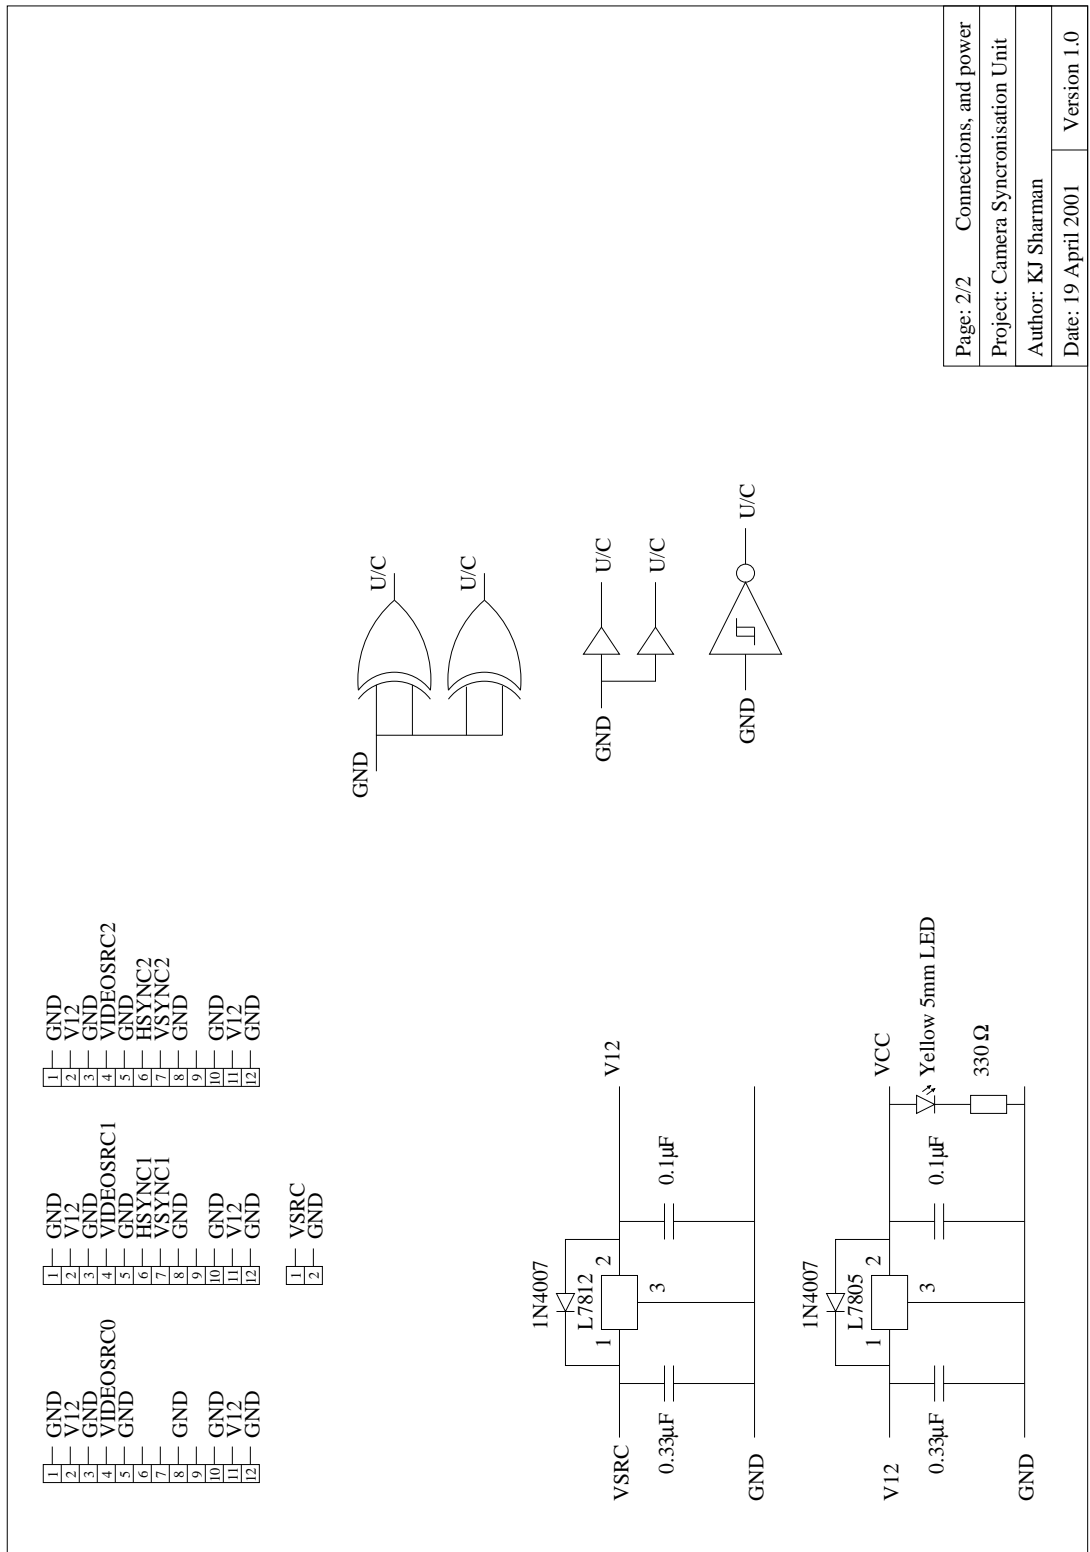 1 GND
2 V12
3 GND
4 VIDEOSRC0
5 GND
6
7
8 GND
9
10 GND
11 V12
12 GND
1 GND
2 V12
3 GND
4 VIDEOSRC1
5 GND
6 HSYNC1
7 VSYNC1
8 GND
9
10 GND
11 V12
12 GND
1 GND
2 V12
3 GND
4 VIDEOSRC2
5 GND
6 HSYNC2
7 VSYNC2
8 GND
9
10 GND
11 V12
12 GND
1 VSRC
2 GND
GND
U/C
U/C
GND
U/C
U/C
GND
U/C
1N4007
L7812
VSRC
1
2
V12
0.33µF
3
0.1µF
GND
1N4007
L7805
V12
1
2
VCC
0.33µF
3
0.1µF
Yellow 5mm LED
330 Ω
GND
Page: 2/2 Connections, and power
Project: Camera Syncronisation Unit
Author: KJ Sharman
Date: 19 April 2001 Version 1.0